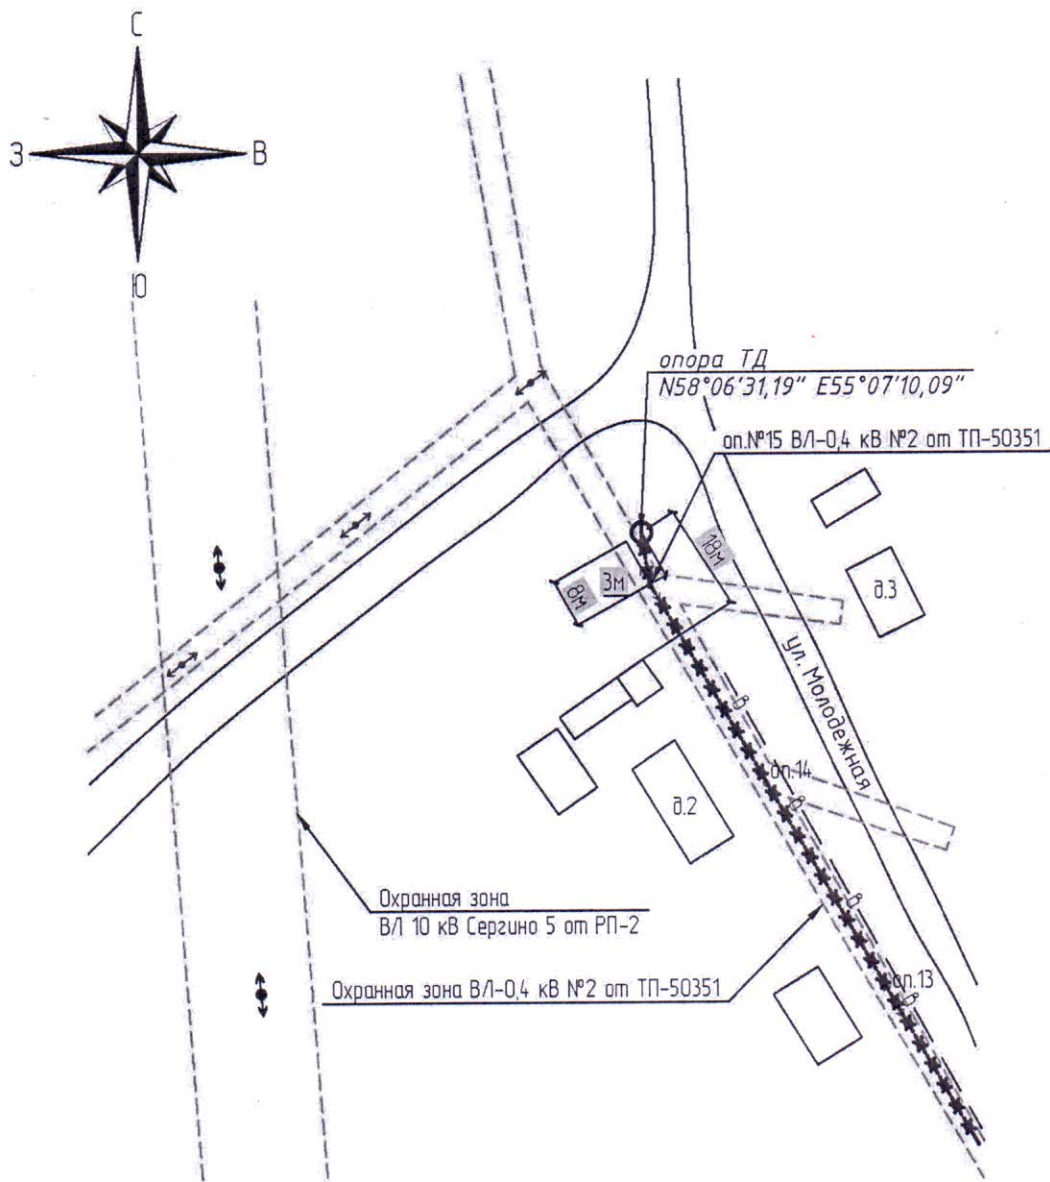 С
З
В
Ю
опора ТД
N58°06'31,19" E55°07'10,09"
оп.№15 ВЛ-0,4 кВ №2 от ТП-50351
18м
3м
8м
д.3
ул. Молодежная
в
оп.14
в
д.2
в
Охранная зона
ВЛ 10 кВ Сергино 5 от РП-2
Охранная зона ВЛ-0,4 кВ №2 от ТП-50351
оп.13
в